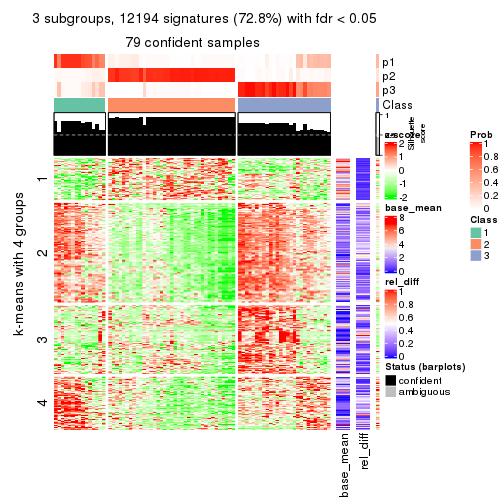 3 subgroups, 12194 signatures (72.8%) with fdr < 0.05
79 confident samples
p1
p2
p3
Class
1
Silhouette
score
k-means with 4 groups
1
2
3
4
base_mean
rel_diff
z-score
2
1
0
-2
base_mean
8
6
4
2
0
rel_diff
1
0.8
0.6
0.4
0.2
0
Status (barplots)
confident
ambiguous
Prob
1
0.8
0.6
0.4
0.2
0
Class
1
2
3